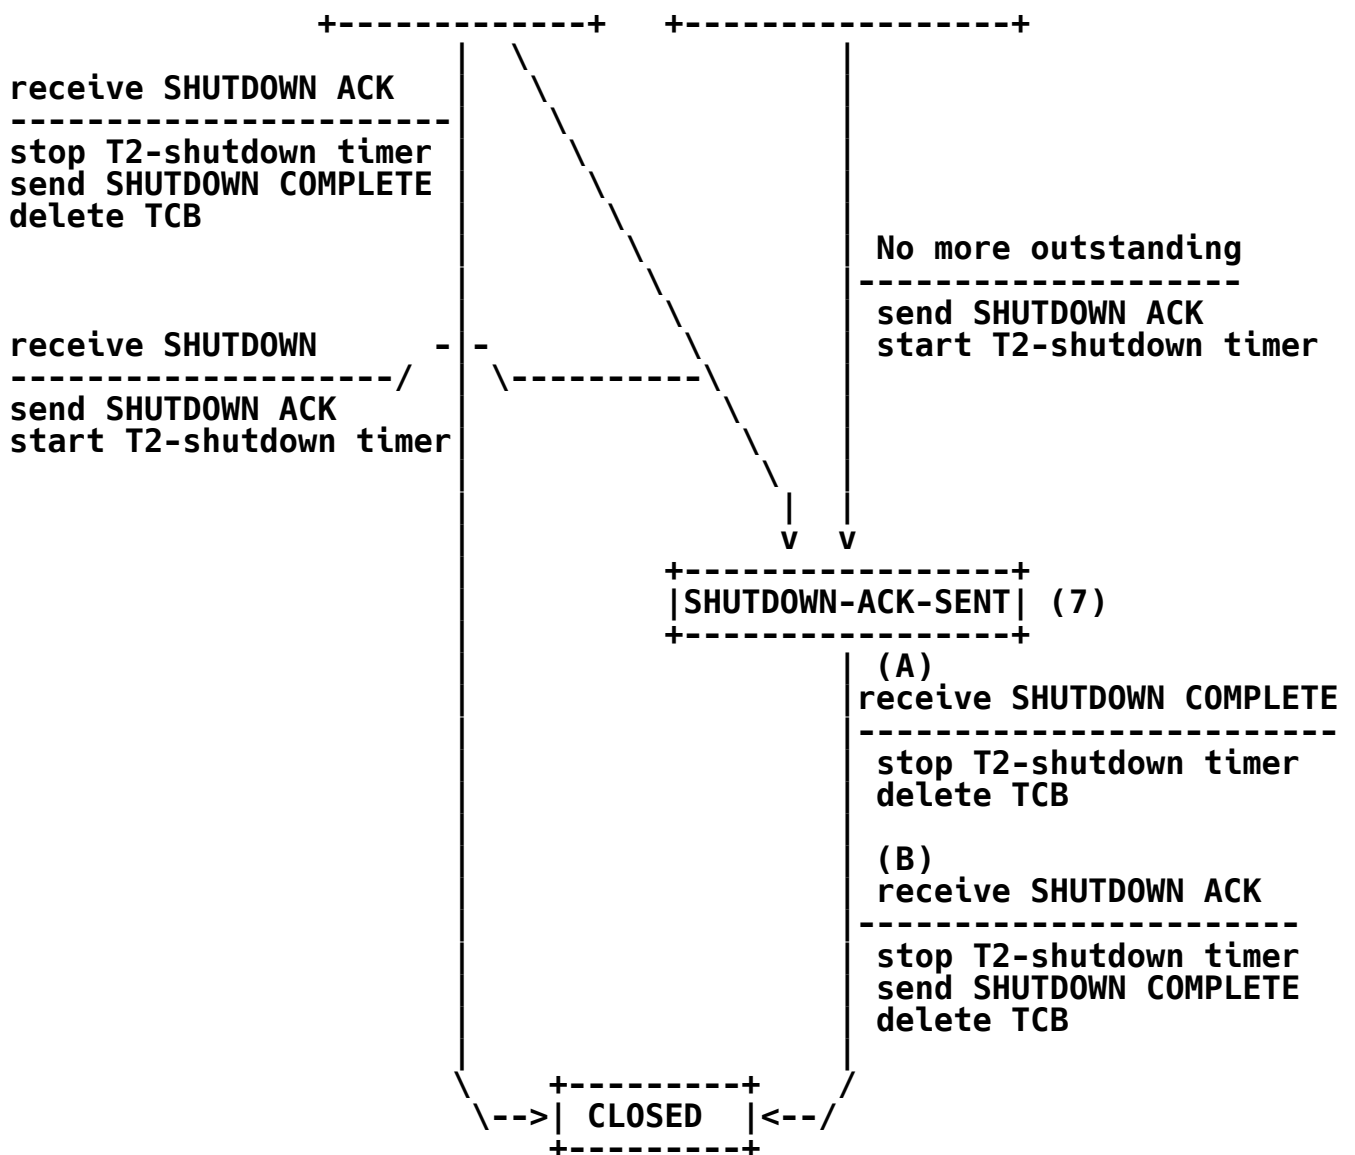 receive SHUTDOWN ACK
stop T2-shutdown timer
send SHUTDOWN COMPLETE
delete TCB
No more outstanding
send SHUTDOWN ACK
start T2-shutdown timer
receive SHUTDOWN
send SHUTDOWN ACK
start T2-shutdown timer
SHUTDOWN-ACK-SENT (7)
(A)
receive SHUTDOWN COMPLETE
stop T2-shutdown timer
delete TCB
(B)
receive SHUTDOWN ACK
stop T2-shutdown timer
send SHUTDOWN COMPLETE
delete TCB
CLOSED